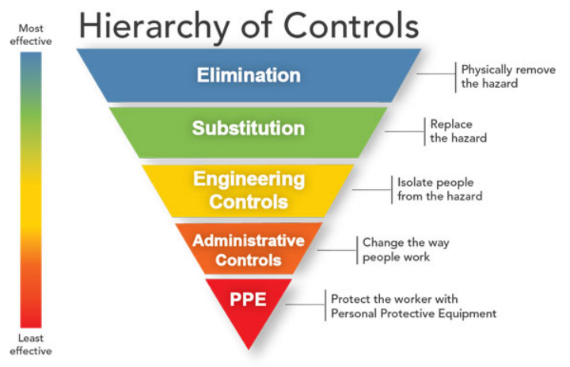 Hierarchy of Controls
Most
effective
Elimination
Physically remove
the hazard
Substitution
Replace
the hazard
Engineering
Controls
Isolate people
from the hazard
Administrative
Controls
Change the way
people work
PPE
Protect the worker with
Personal Protective Equipment
Least
effective